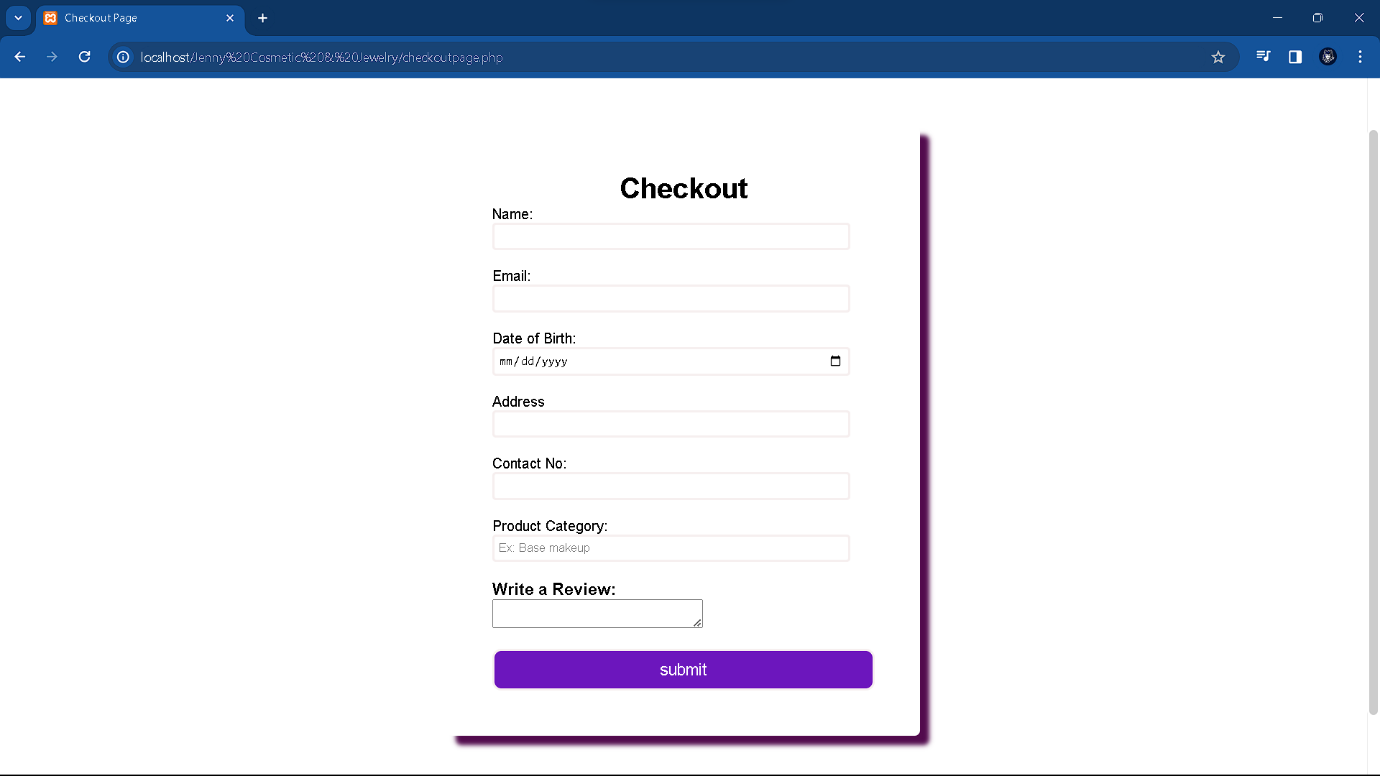 Checkout Page
localhost/Jenny%20Cosmetic%20&%20Jewelry/checkoutpage.php
Checkout
Name:
Email:
Date of Birth:
mm/dd/yyyy
Address
Contact No:
Product Category:
Ex: Base makeup
Write a Review:
submit